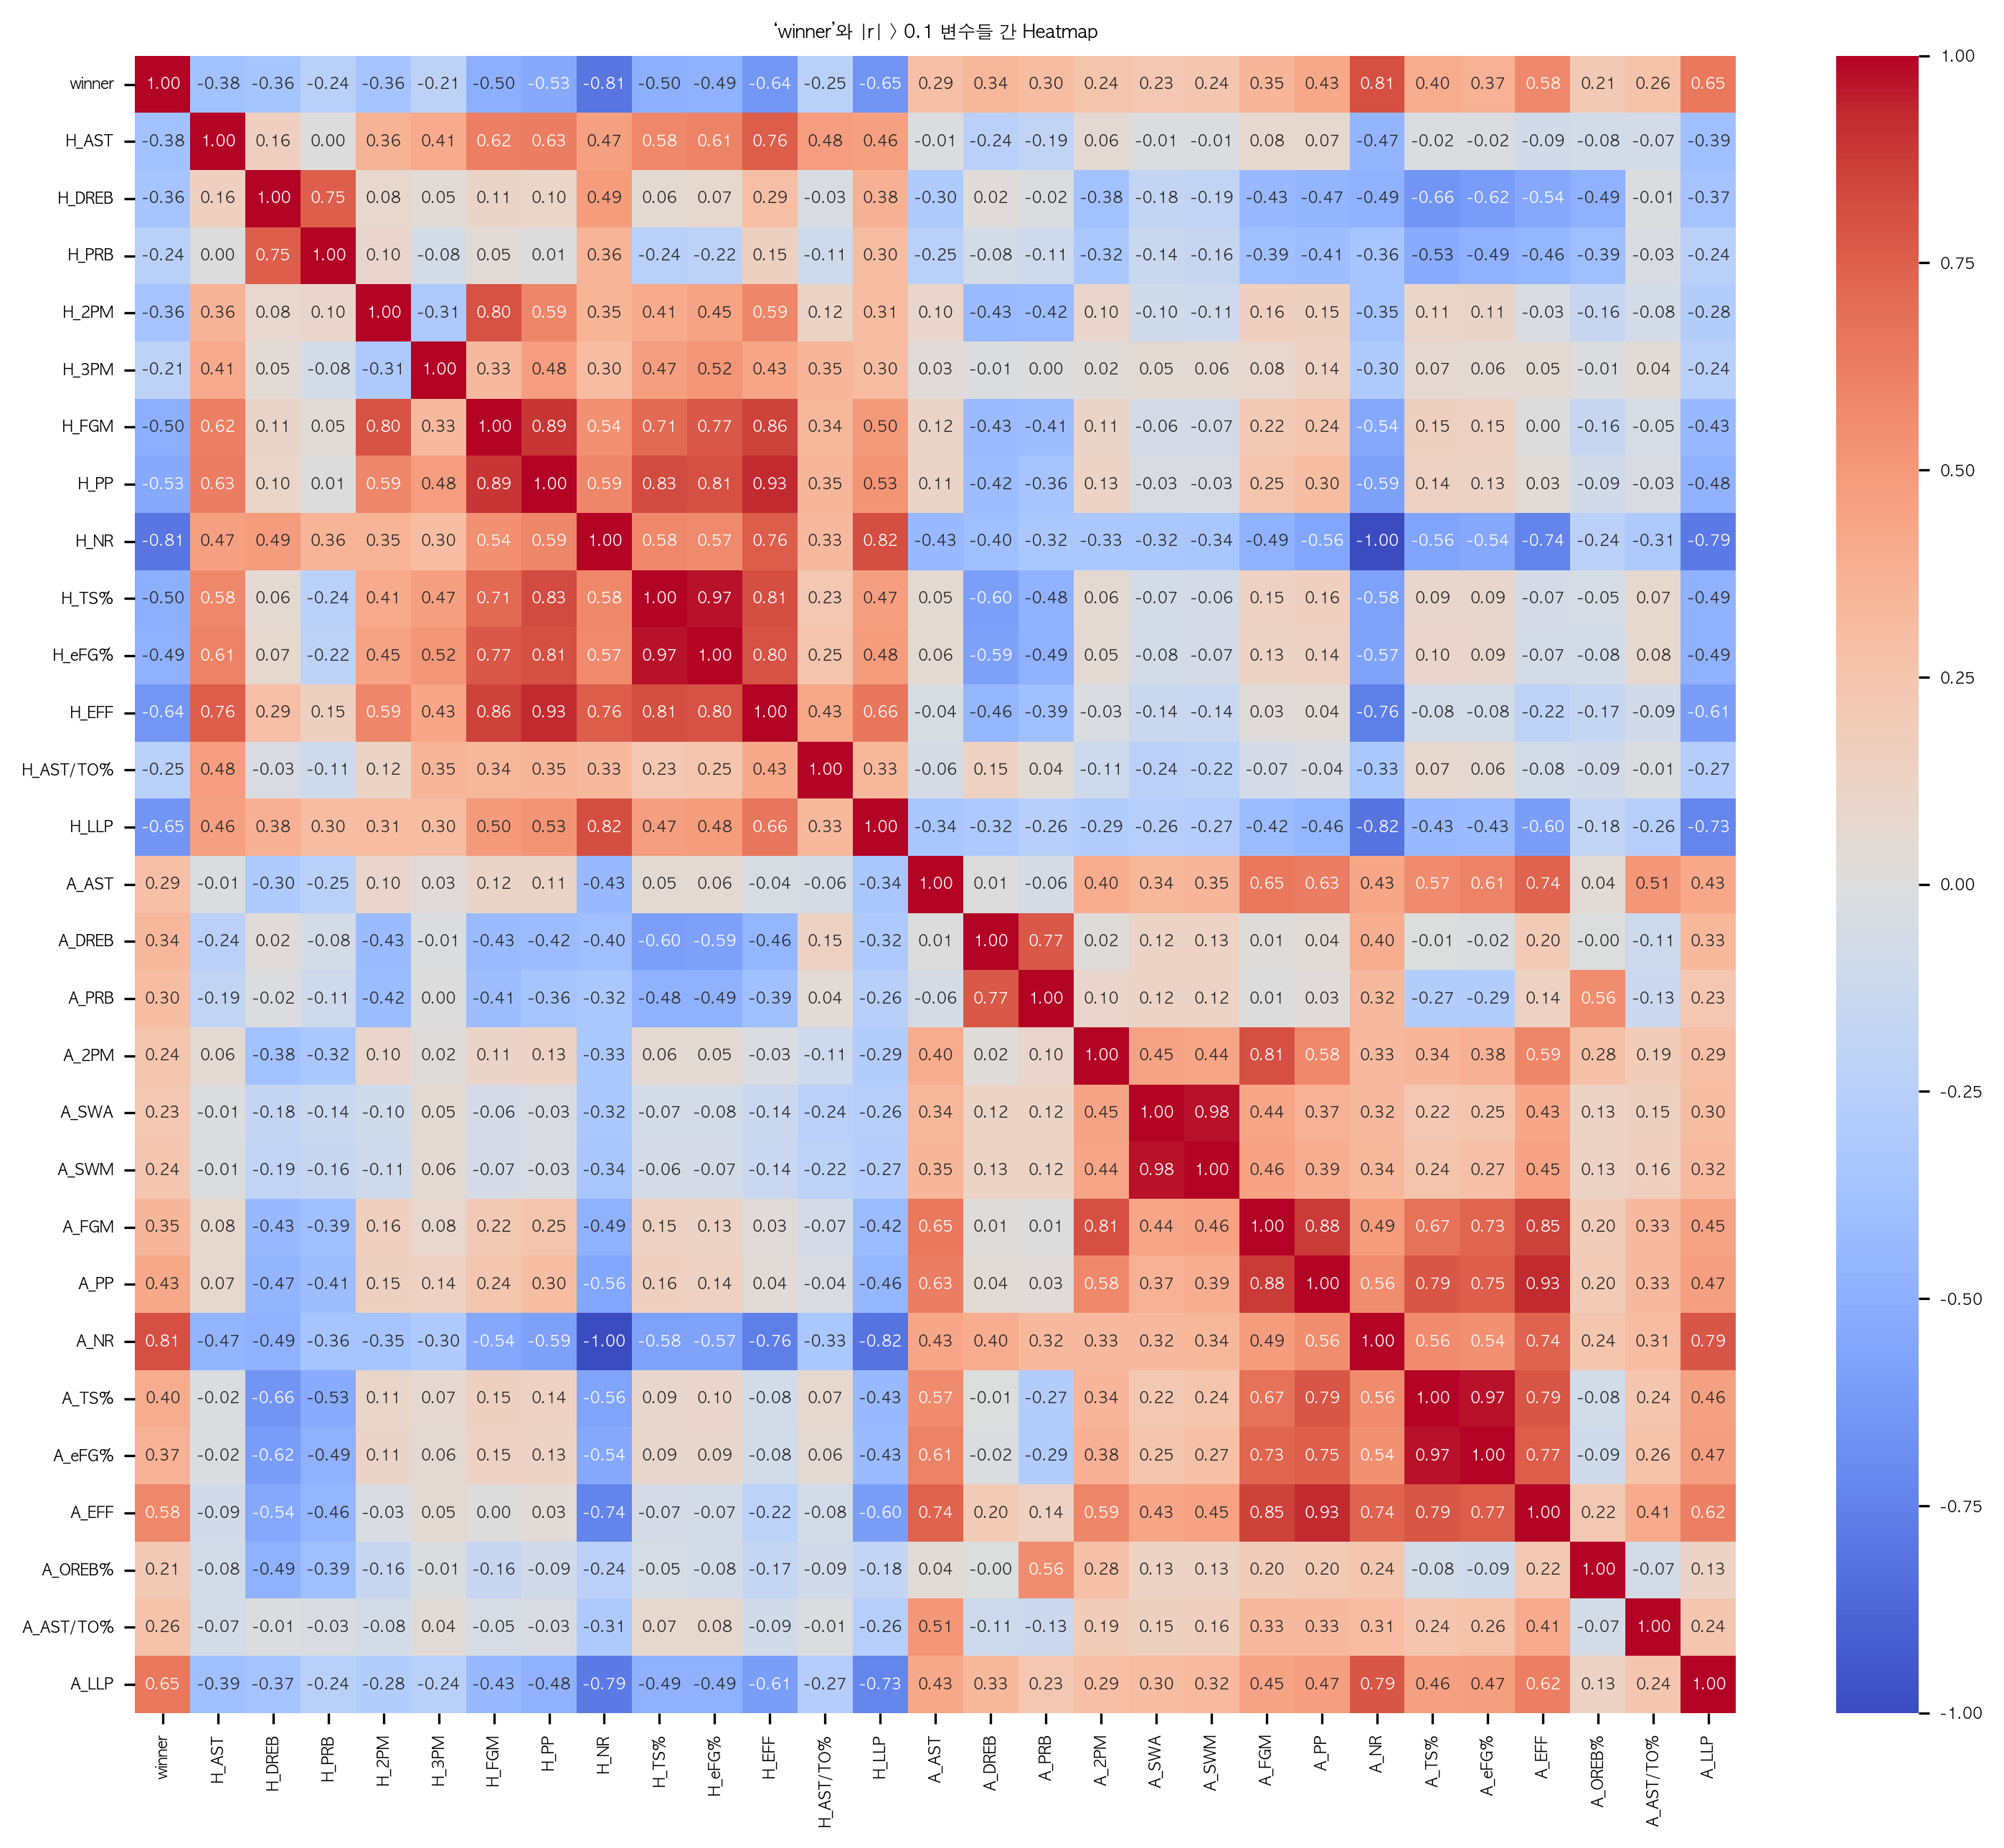 ‘winner’와 |r| > 0.1 변수들 간 Heatmap
winner 1.00 -0.38 -0.36 -0.24 -0.36 -0.21 -0.50 -0.53 -0.81 -0.50 -0.49 -0.64 -0.25 -0.65 0.29 0.34 0.30 0.24 0.23 0.24 0.35 0.43 0.81 0.40 0.37 0.58 0.21 0.26 0.65
H_AST -0.38 1.00 0.16 0.00 0.36 0.41 0.62 0.63 0.47 0.58 0.61 0.76 0.48 0.46 -0.01 -0.24 -0.19 0.06 -0.01 -0.01 0.08 0.07 -0.47 -0.02 -0.02 -0.09 -0.08 -0.07 -0.39
H_DREB -0.36 0.16 1.00 0.75 0.08 0.05 0.11 0.10 0.49 0.06 0.07 0.29 -0.03 0.38 -0.30 0.02 -0.02 -0.38 -0.18 -0.19 -0.43 -0.47 -0.49 -0.66 -0.62 -0.54 -0.49 -0.01 -0.37
H_PRB -0.24 0.00 0.75 1.00 0.10 -0.08 0.05 0.01 0.36 -0.24 -0.22 0.15 -0.11 0.30 -0.25 -0.08 -0.11 -0.32 -0.14 -0.16 -0.39 -0.41 -0.36 -0.53 -0.49 -0.46 -0.39 -0.03 -0.24
H_2PM -0.36 0.36 0.08 0.10 1.00 -0.31 0.80 0.59 0.35 0.41 0.45 0.59 0.12 0.31 0.10 -0.43 -0.42 0.10 -0.10 -0.11 0.16 0.15 -0.35 0.11 0.11 -0.03 -0.16 -0.08 -0.28
H_3PM -0.21 0.41 0.05 -0.08 -0.31 1.00 0.33 0.48 0.30 0.47 0.52 0.43 0.35 0.30 0.03 -0.01 0.00 0.02 0.05 0.06 0.08 0.14 -0.30 0.07 0.06 0.05 -0.01 0.04 -0.24
H_FGM -0.50 0.62 0.11 0.05 0.80 0.33 1.00 0.89 0.54 0.71 0.77 0.86 0.34 0.50 0.12 -0.43 -0.41 0.11 -0.06 -0.07 0.22 0.24 -0.54 0.15 0.15 0.00 -0.16 -0.05 -0.43
H_PP -0.53 0.63 0.10 0.01 0.59 0.48 0.89 1.00 0.59 0.83 0.81 0.93 0.35 0.53 0.11 -0.42 -0.36 0.13 -0.03 -0.03 0.25 0.30 -0.59 0.14 0.13 0.03 -0.09 -0.03 -0.48
H_NR -0.81 0.47 0.49 0.36 0.35 0.30 0.54 0.59 1.00 0.58 0.57 0.76 0.33 0.82 -0.43 -0.40 -0.32 -0.33 -0.32 -0.34 -0.49 -0.56 -1.00 -0.56 -0.54 -0.74 -0.24 -0.31 -0.79
H_TS% -0.50 0.58 0.06 -0.24 0.41 0.47 0.71 0.83 0.58 1.00 0.97 0.81 0.23 0.47 0.05 -0.60 -0.48 0.06 -0.07 -0.06 0.15 0.16 -0.58 0.09 0.09 -0.07 -0.05 0.07 -0.49
H_eFG% -0.49 0.61 0.07 -0.22 0.45 0.52 0.77 0.81 0.57 0.97 1.00 0.80 0.25 0.48 0.06 -0.59 -0.49 0.05 -0.08 -0.07 0.13 0.14 -0.57 0.10 0.09 -0.07 -0.08 0.08 -0.49
H_EFF -0.64 0.76 0.29 0.15 0.59 0.43 0.86 0.93 0.76 0.81 0.80 1.00 0.43 0.66 -0.04 -0.46 -0.39 -0.03 -0.14 -0.14 0.03 0.04 -0.76 -0.08 -0.08 -0.22 -0.17 -0.09 -0.61
H_AST/TO% -0.25 0.48 -0.03 -0.11 0.12 0.35 0.34 0.35 0.33 0.23 0.25 0.43 1.00 0.33 -0.06 0.15 0.04 -0.11 -0.24 -0.22 -0.07 -0.04 -0.33 0.07 0.06 -0.08 -0.09 -0.01 -0.27
H_LLP -0.65 0.46 0.38 0.30 0.31 0.30 0.50 0.53 0.82 0.47 0.48 0.66 0.33 1.00 -0.34 -0.32 -0.26 -0.29 -0.26 -0.27 -0.42 -0.46 -0.82 -0.43 -0.43 -0.60 -0.18 -0.26 -0.73
A_AST 0.29 -0.01 -0.30 -0.25 0.10 0.03 0.12 0.11 -0.43 0.05 0.06 -0.04 -0.06 -0.34 1.00 0.01 -0.06 0.40 0.34 0.35 0.65 0.63 0.43 0.57 0.61 0.74 0.04 0.51 0.43
A_DREB 0.34 -0.24 0.02 -0.08 -0.43 -0.01 -0.43 -0.42 -0.40 -0.60 -0.59 -0.46 0.15 -0.32 0.01 1.00 0.77 0.02 0.12 0.13 0.01 0.04 0.40 -0.01 -0.02 0.20 -0.00 -0.11 0.33
A_PRB 0.30 -0.19 -0.02 -0.11 -0.42 0.00 -0.41 -0.36 -0.32 -0.48 -0.49 -0.39 0.04 -0.26 -0.06 0.77 1.00 0.10 0.12 0.12 0.01 0.03 0.32 -0.27 -0.29 0.14 0.56 -0.13 0.23
A_2PM 0.24 0.06 -0.38 -0.32 0.10 0.02 0.11 0.13 -0.33 0.06 0.05 -0.03 -0.11 -0.29 0.40 0.02 0.10 1.00 0.45 0.44 0.81 0.58 0.33 0.34 0.38 0.59 0.28 0.19 0.29
A_SWA 0.23 -0.01 -0.18 -0.14 -0.10 0.05 -0.06 -0.03 -0.32 -0.07 -0.08 -0.14 -0.24 -0.26 0.34 0.12 0.12 0.45 1.00 0.98 0.44 0.37 0.32 0.22 0.25 0.43 0.13 0.15 0.30
A_SWM 0.24 -0.01 -0.19 -0.16 -0.11 0.06 -0.07 -0.03 -0.34 -0.06 -0.07 -0.14 -0.22 -0.27 0.35 0.13 0.12 0.44 0.98 1.00 0.46 0.39 0.34 0.24 0.27 0.45 0.13 0.16 0.32
A_FGM 0.35 0.08 -0.43 -0.39 0.16 0.08 0.22 0.25 -0.49 0.15 0.13 0.03 -0.07 -0.42 0.65 0.01 0.01 0.81 0.44 0.46 1.00 0.88 0.49 0.67 0.73 0.85 0.20 0.33 0.45
A_PP 0.43 0.07 -0.47 -0.41 0.15 0.14 0.24 0.30 -0.56 0.16 0.14 0.04 -0.04 -0.46 0.63 0.04 0.03 0.58 0.37 0.39 0.88 1.00 0.56 0.79 0.75 0.93 0.20 0.33 0.47
A_NR 0.81 -0.47 -0.49 -0.36 -0.35 -0.30 -0.54 -0.59 -1.00 -0.58 -0.57 -0.76 -0.33 -0.82 0.43 0.40 0.32 0.33 0.32 0.34 0.49 0.56 1.00 0.56 0.54 0.74 0.24 0.31 0.79
A_TS% 0.40 -0.02 -0.66 -0.53 0.11 0.07 0.15 0.14 -0.56 0.09 0.10 -0.08 0.07 -0.43 0.57 -0.01 -0.27 0.34 0.22 0.24 0.67 0.79 0.56 1.00 0.97 0.79 -0.08 0.24 0.46
A_eFG% 0.37 -0.02 -0.62 -0.49 0.11 0.06 0.15 0.13 -0.54 0.09 0.09 -0.08 0.06 -0.43 0.61 -0.02 -0.29 0.38 0.25 0.27 0.73 0.75 0.54 0.97 1.00 0.77 -0.09 0.26 0.47
A_EFF 0.58 -0.09 -0.54 -0.46 -0.03 0.05 0.00 0.03 -0.74 -0.07 -0.07 -0.22 -0.08 -0.60 0.74 0.20 0.14 0.59 0.43 0.45 0.85 0.93 0.74 0.79 0.77 1.00 0.22 0.41 0.62
A_OREB% 0.21 -0.08 -0.49 -0.39 -0.16 -0.01 -0.16 -0.09 -0.24 -0.05 -0.08 -0.17 -0.09 -0.18 0.04 -0.00 0.56 0.28 0.13 0.13 0.20 0.20 0.24 -0.08 -0.09 0.22 1.00 -0.07 0.13
A_AST/TO% 0.26 -0.07 -0.01 -0.03 -0.08 0.04 -0.05 -0.03 -0.31 0.07 0.08 -0.09 -0.01 -0.26 0.51 -0.11 -0.13 0.19 0.15 0.16 0.33 0.33 0.31 0.24 0.26 0.41 -0.07 1.00 0.24
A_LLP 0.65 -0.39 -0.37 -0.24 -0.28 -0.24 -0.43 -0.48 -0.79 -0.49 -0.49 -0.61 -0.27 -0.73 0.43 0.33 0.23 0.29 0.30 0.32 0.45 0.47 0.79 0.46 0.47 0.62 0.13 0.24 1.00
winner H_AST H_DREB H_PRB H_2PM H_3PM H_FGM H_PP H_NR H_TS% H_eFG% H_EFF H_AST/TO% H_LLP A_AST A_DREB A_PRB A_2PM A_SWA A_SWM A_FGM A_PP A_NR A_TS% A_eFG% A_EFF A_OREB% A_AST/TO% A_LLP
1.00
0.75
0.50
0.25
0.00
-0.25
-0.50
-0.75
-1.00